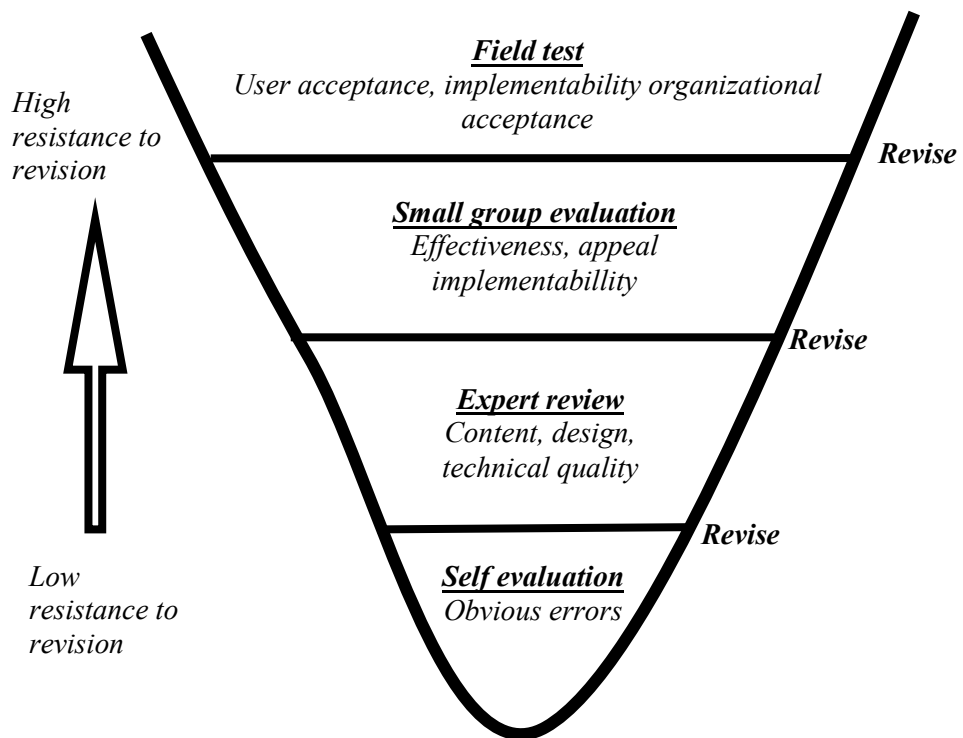 Field test
User acceptance, implementability organizational
acceptance
High
resistance to
revision
Revise
Small group evaluation
Effectiveness, appeal
implementabillity
Revise
Expert review
Content, design,
technical quality
Revise
Self evaluation
Obvious errors
Low
resistance to
revision